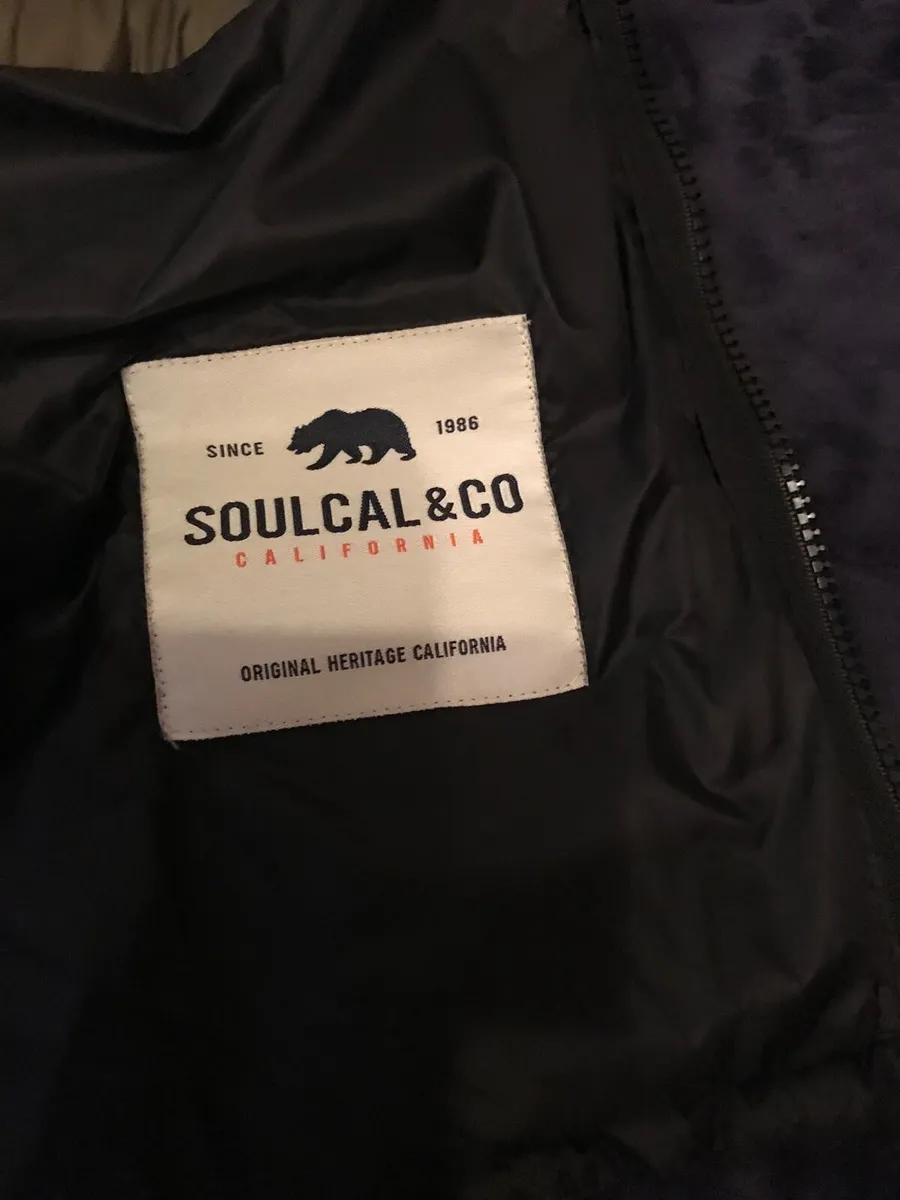 SINCE 1986
SOULCAL&CO
CALIFORNIA
ORIGINAL HERITAGE CALIFORNIA